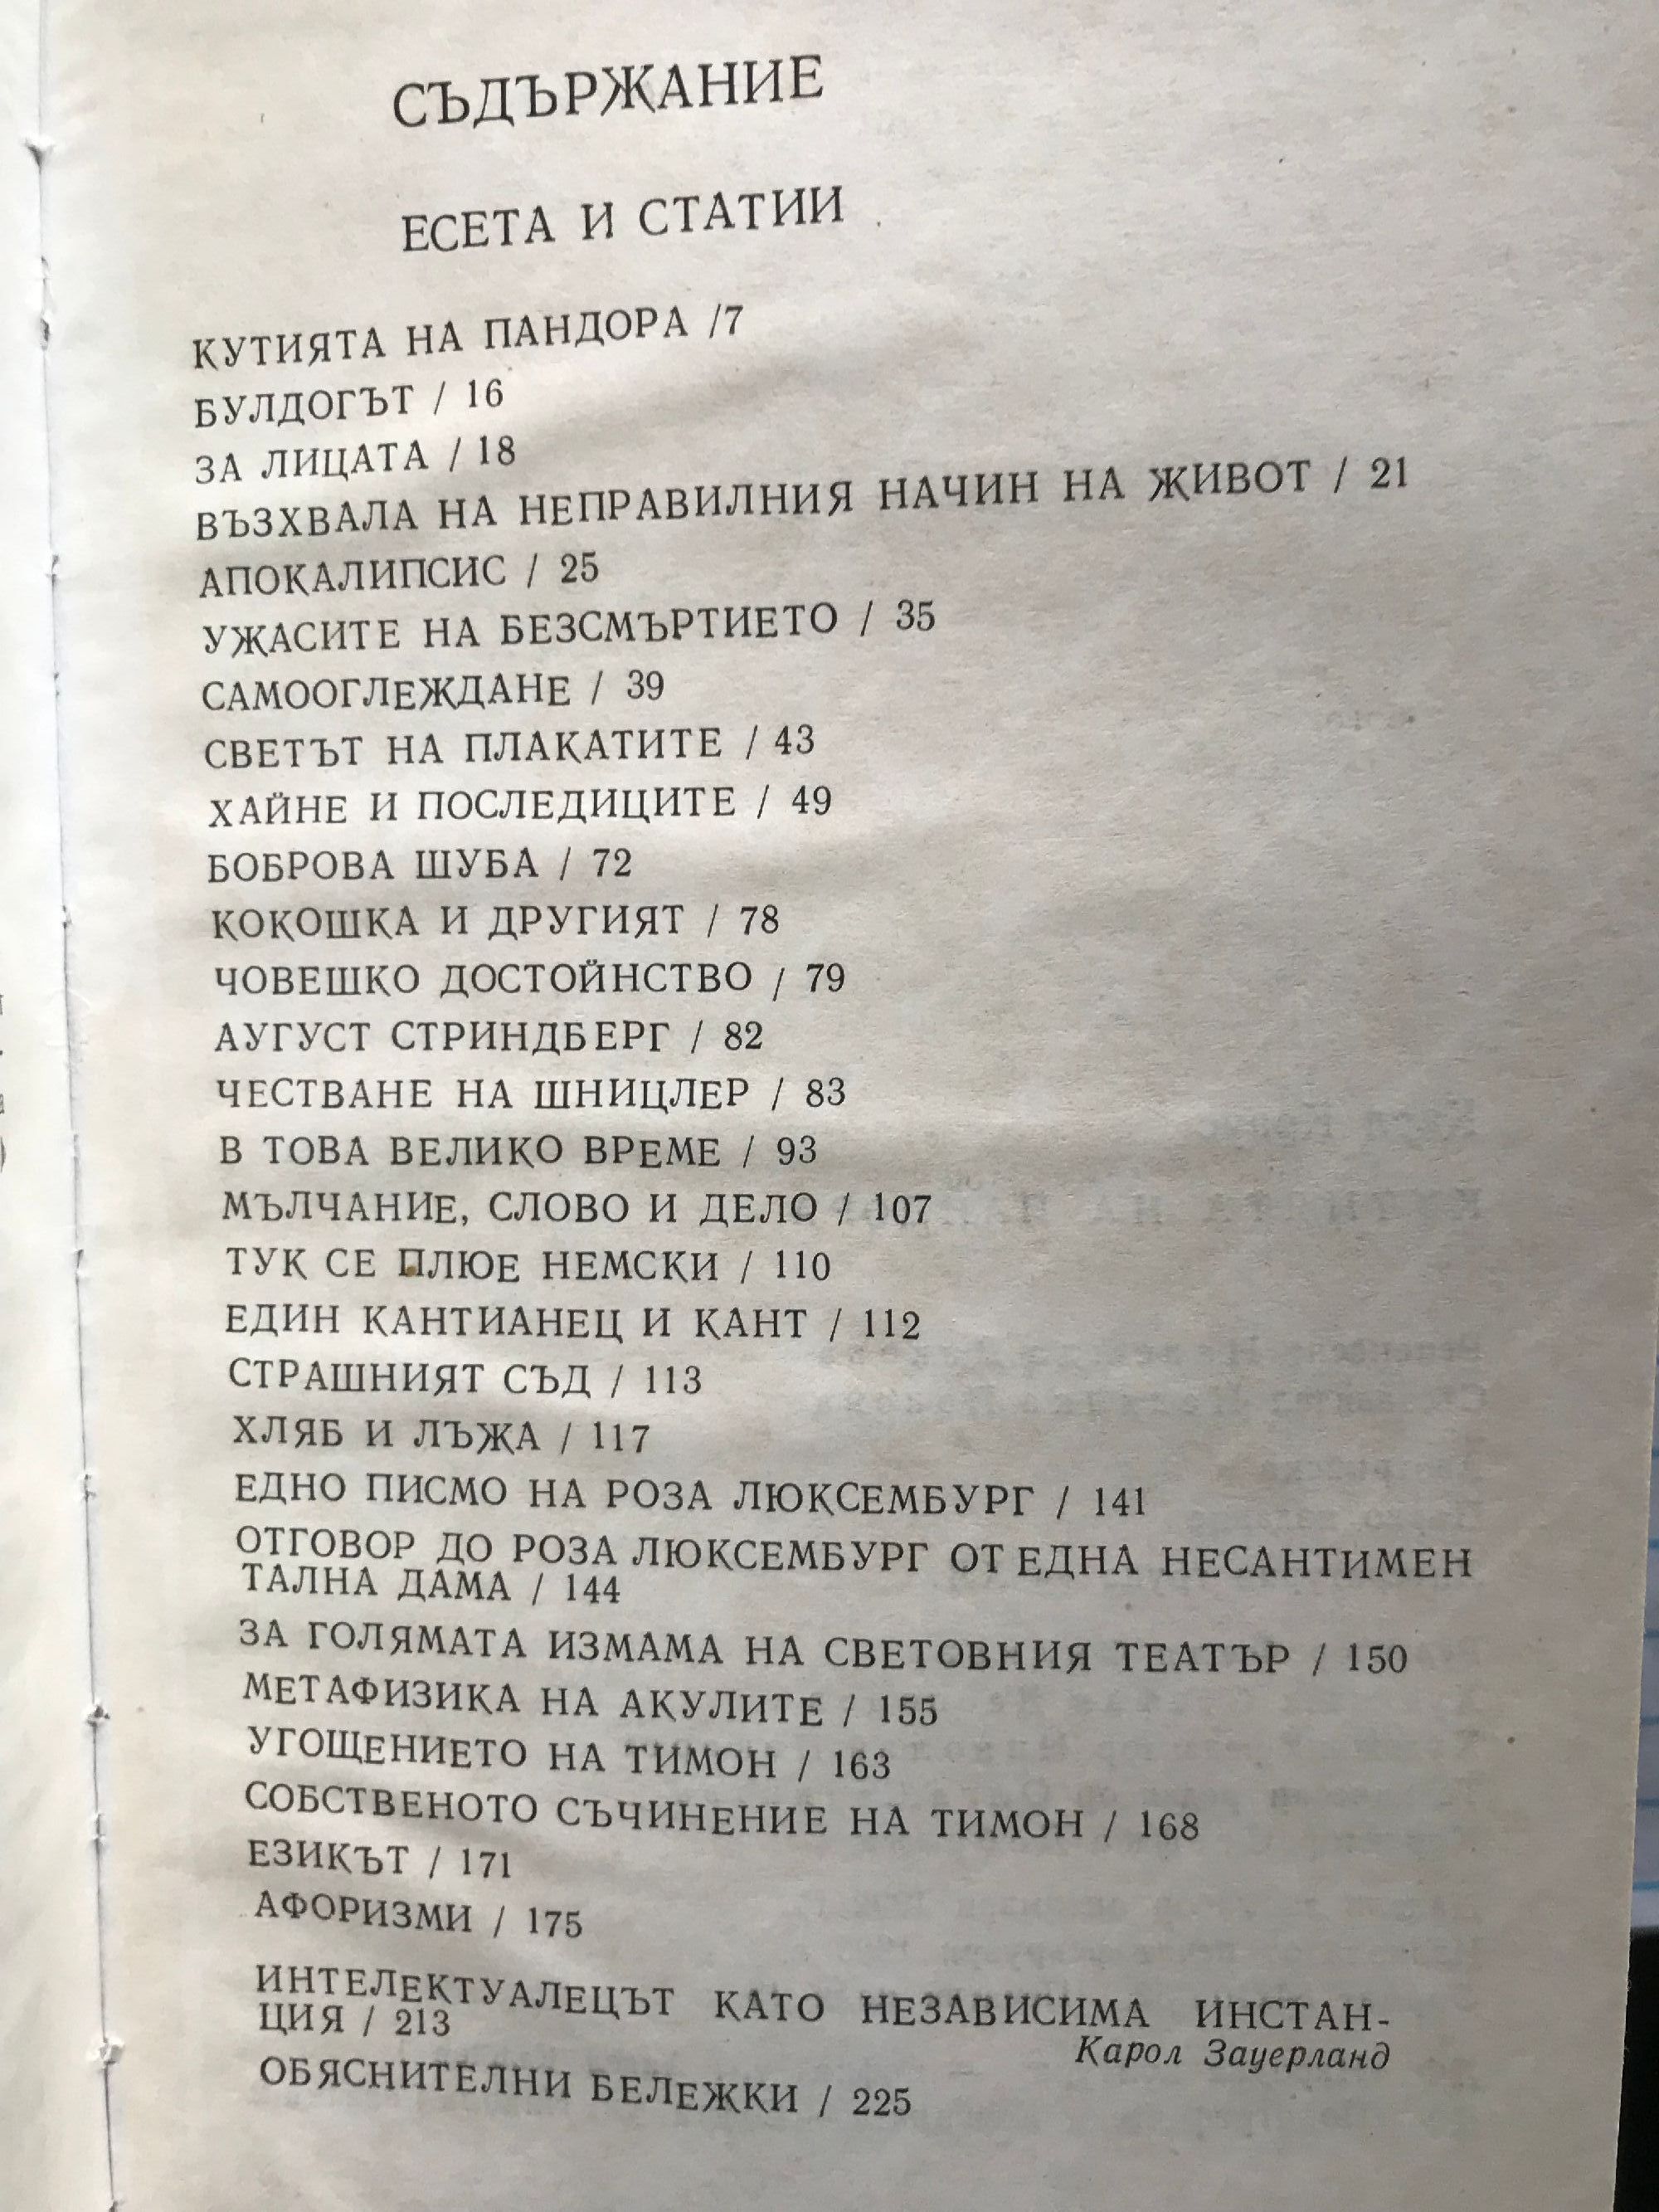 СЪДЪРЖАНИЕ
ЕСЕТА И СТАТИИ
КУТИЯТА НА ПАНДОРА /7
БУЛДОГЪТ / 16
ЗА ЛИЦАТА / 18
ВЪЗХВАЛА НА НЕПРАВИЛНИЯ НАЧИН НА ЖИВОТ / 21
АПОКАЛИПСИС / 25
УЖАСИТЕ НА БЕЗСМЪРТИЕТО / 35
САМООГЛЕЖДАНЕ / 39
СВЕТЪТ НА ПЛАКАТИТЕ / 43
ХАЙНЕ И ПОСЛЕДИЦИТЕ / 49
БОБРОВА ШУБА / 72
КОКОШКА И ДРУГИЯТ / 78
ЧОВЕШКО ДОСТОЙНСТВО / 79
АУГУСТ СТРИНДБЕРГ / 82
ЧЕСТВАНЕ НА ШНИЦЛЕР / 83
В ТОВА ВЕЛИКО ВРЕМЕ / 93
МЪЛЧАНИЕ, СЛОВО И ДЕЛО / 107
ТУК СЕ ПЛЮЕ НЕМСКИ / 110
ЕДИН КАНТИАНЕЦ И КАНТ / 112
СТРАШНИЯТ СЪД / 113
ХЛЯБ И ЛЪЖА / 117
ЕДНО ПИСМО НА РОЗА ЛЮКСЕМБУРГ / 141
ОТГОВОР ДО РОЗА ЛЮКСЕМБУРГ ОТ ЕДНА НЕСАНТИМЕН
ТАЛНА ДАМА / 144
ЗА ГОЛЯМАТА ИЗМАМА НА СВЕТОВНИЯ ТЕАТЪР / 150
МЕТАФИЗИКА НА АКУЛИТЕ / 155
УГОЩЕНИЕТО НА ТИМОН / 163
СОБСТВЕНОТО СЪЧИНЕНИЕ НА ТИМОН / 168
ЕЗИКЪТ / 171
АФОРИЗМИ / 175
ИНТЕЛЕКТУАЛЕЦЪТ КАТО НЕЗАВИСИМА ИНСТАН-
ЦИЯ / 213
Карол Зауерланд
ОБЯСНИТЕЛНИ БЕЛЕЖКИ / 225